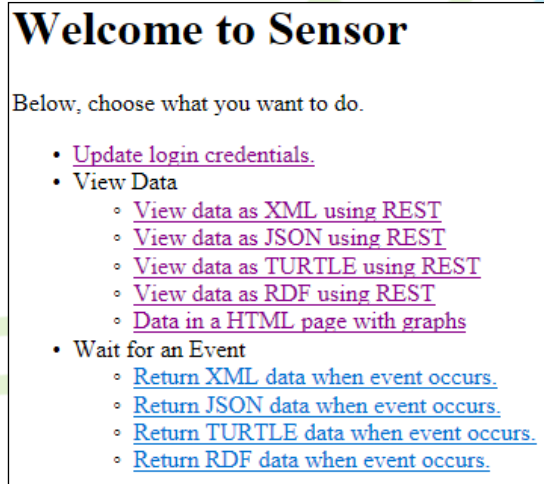 Welcome to Sensor
Below, choose what you want to do.
Update login credentials.
View Data
View data as XML using REST
View data as JSON using REST
View data as TURTLE using REST
View data as RDF using REST
Data in a HTML page with graphs
Wait for an Event
Return XML data when event occurs.
Return JSON data when event occurs.
Return TURTLE data when event occurs.
Return RDF data when event occurs.